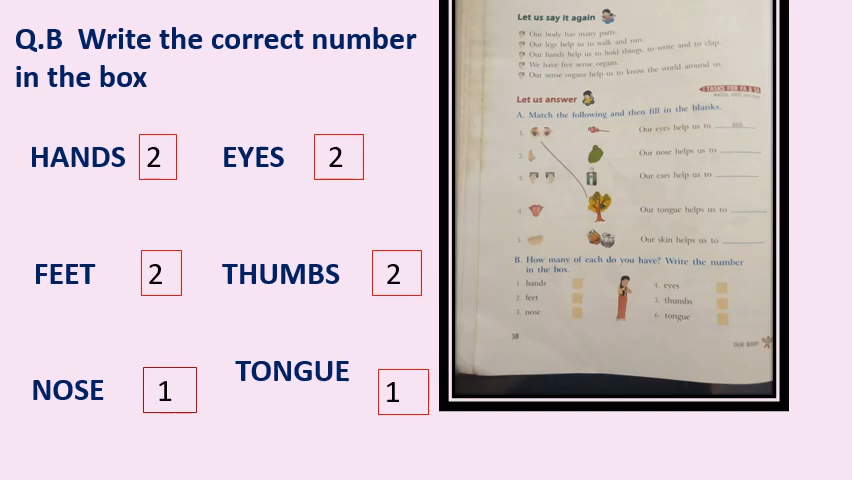 Q.B Write the correct number
in the box
HANDS 2 EYES 2
FEET 2 THUMBS 2
NOSE 1 TONGUE 1
Let us say it again
Our body has many parts.
Our legs help us to walk and run.
Our hands help us to hold things, to write and to clap.
We have five sense organs.
Our sense organs help us to know the world around us.
TASKS FOR FA & SA
Let us answer
A. Match the following and then fill in the blanks.
1. Our eyes help us to
2. Our nose helps us to
3. Our ears help us to
4. Our tongue helps us to
5. Our skin helps us to
B. How many of each do you have? Write the number
in the box.
1. hands 4. eyes
2. feet 5. thumbs
3. nose 6. tongue
38
OUR BODY